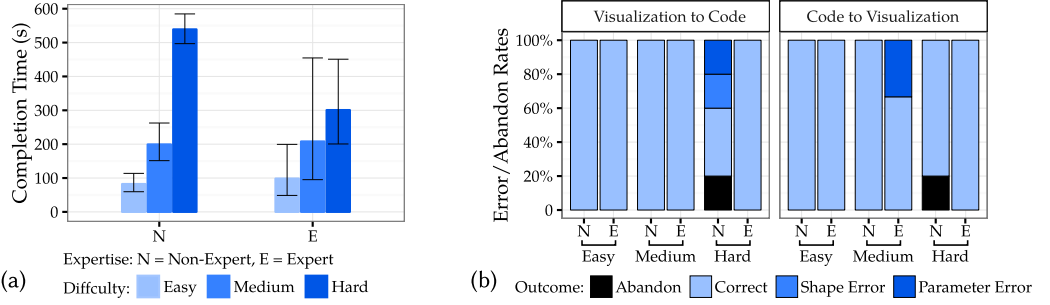 Completion Time (s)
600
500
400
300
200
100
0
N
E
Expertise: N = Non-Expert, E = Expert
(a)
Diffculty:
Easy
Medium
Hard
Visualization to Code
Code to Visualization
Error/Abandon Rates
100%
80%
60%
40%
20%
0
N E N E N E
Easy Medium Hard
N E N E N E
Easy Medium Hard
(b)
Outcome:
Abandon
Correct
Shape Error
Parameter Error